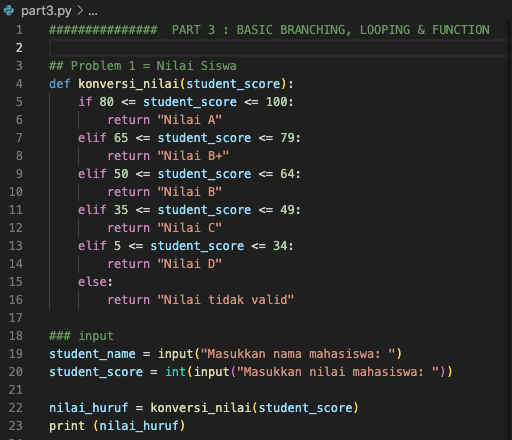 part3.py > ...
1 ############### PART 3 : BASIC BRANCHING, LOOPING & FUNCTION
2
3 ## Problem 1 = Nilai Siswa
4 def konversi_nilai(student_score):
5     if 80 <= student_score <= 100:
6         return "Nilai A"
7     elif 65 <= student_score <= 79:
8         return "Nilai B+"
9     elif 50 <= student_score <= 64:
10         return "Nilai B"
11     elif 35 <= student_score <= 49:
12         return "Nilai C"
13     elif 5 <= student_score <= 34:
14         return "Nilai D"
15     else:
16         return "Nilai tidak valid"
17
18 ### input
19 student_name = input("Masukkan nama mahasiswa: ")
20 student_score = int(input("Masukkan nilai mahasiswa: "))
21
22 nilai_huruf = konversi_nilai(student_score)
23 print (nilai_huruf)